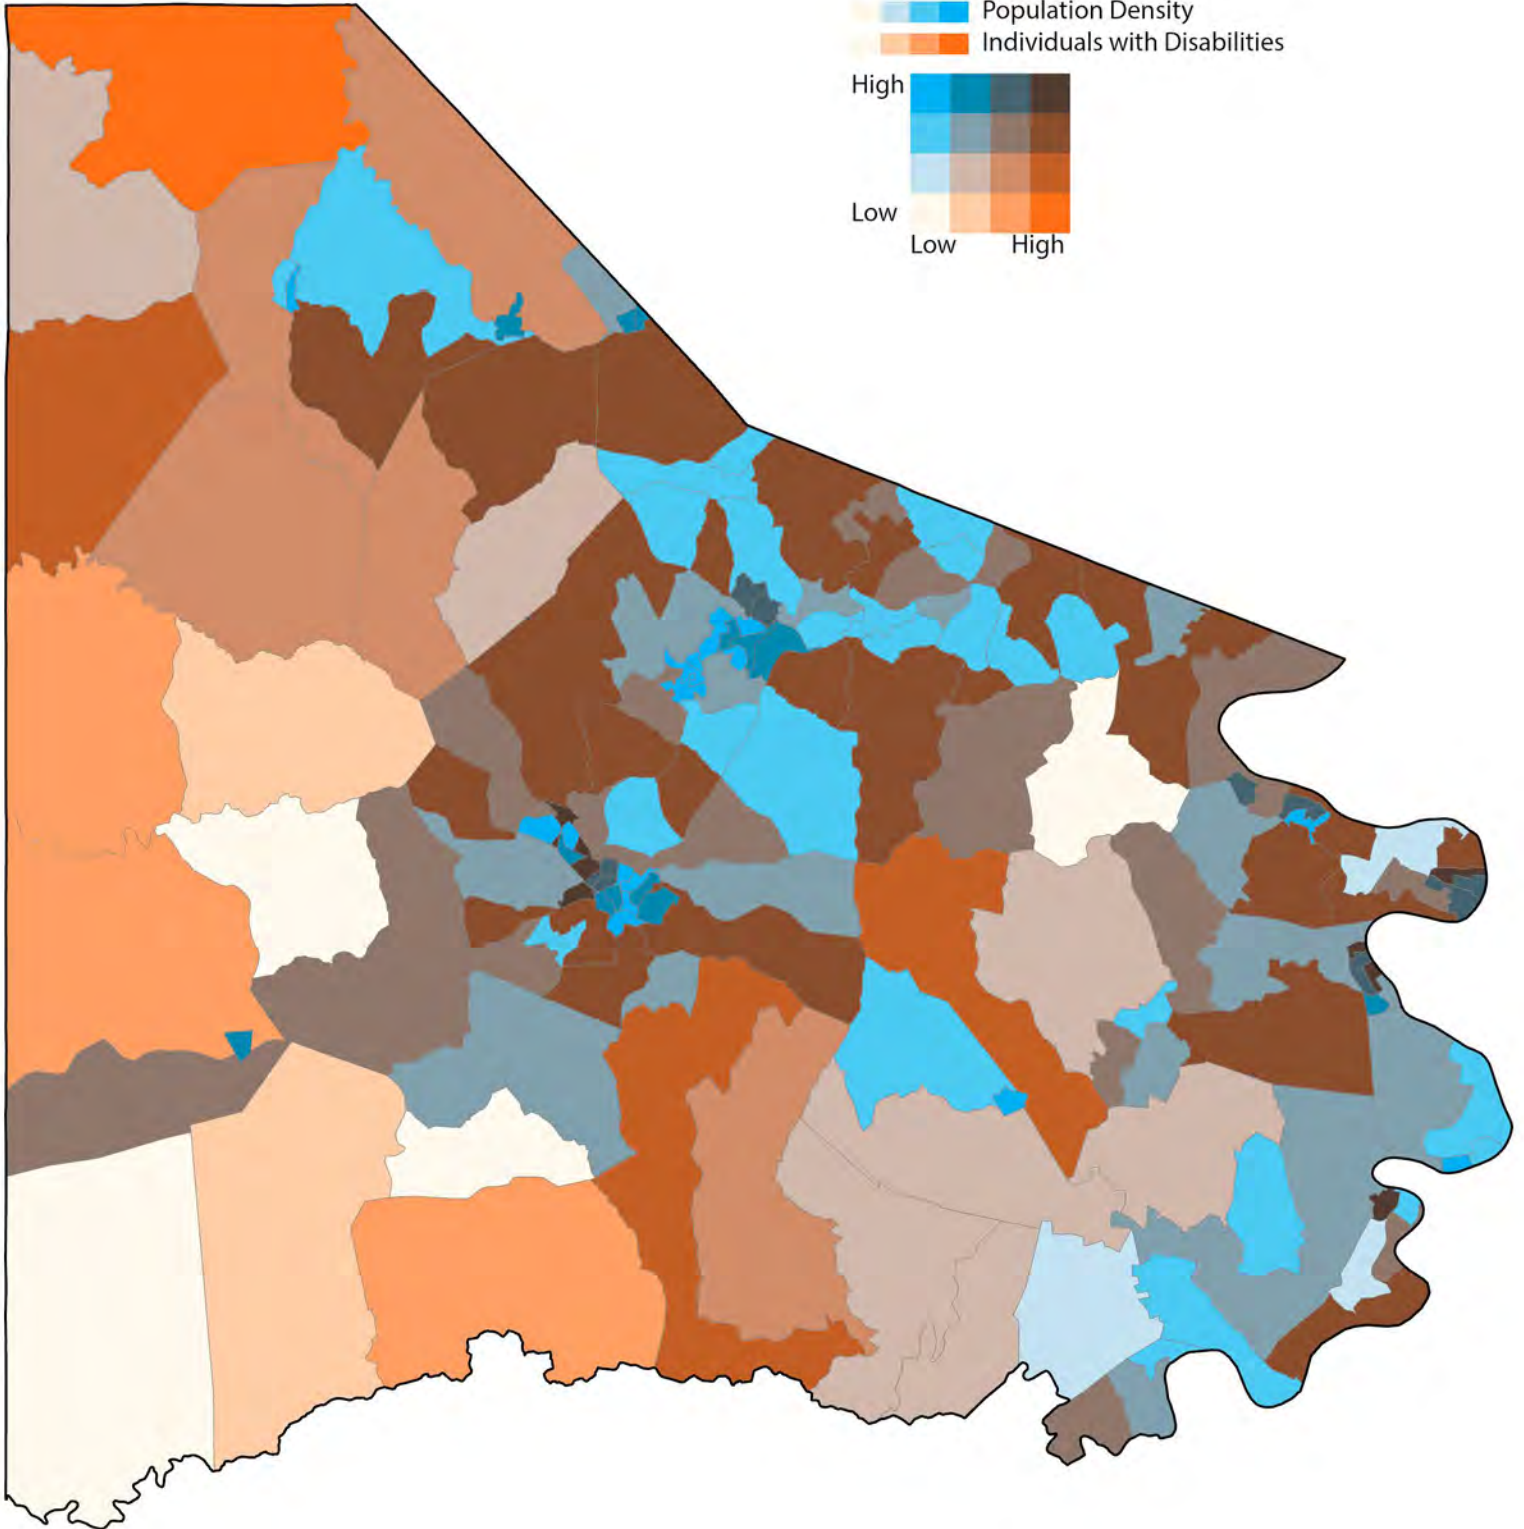 Population Density
Individuals with Disabilities
High
Low
Low High